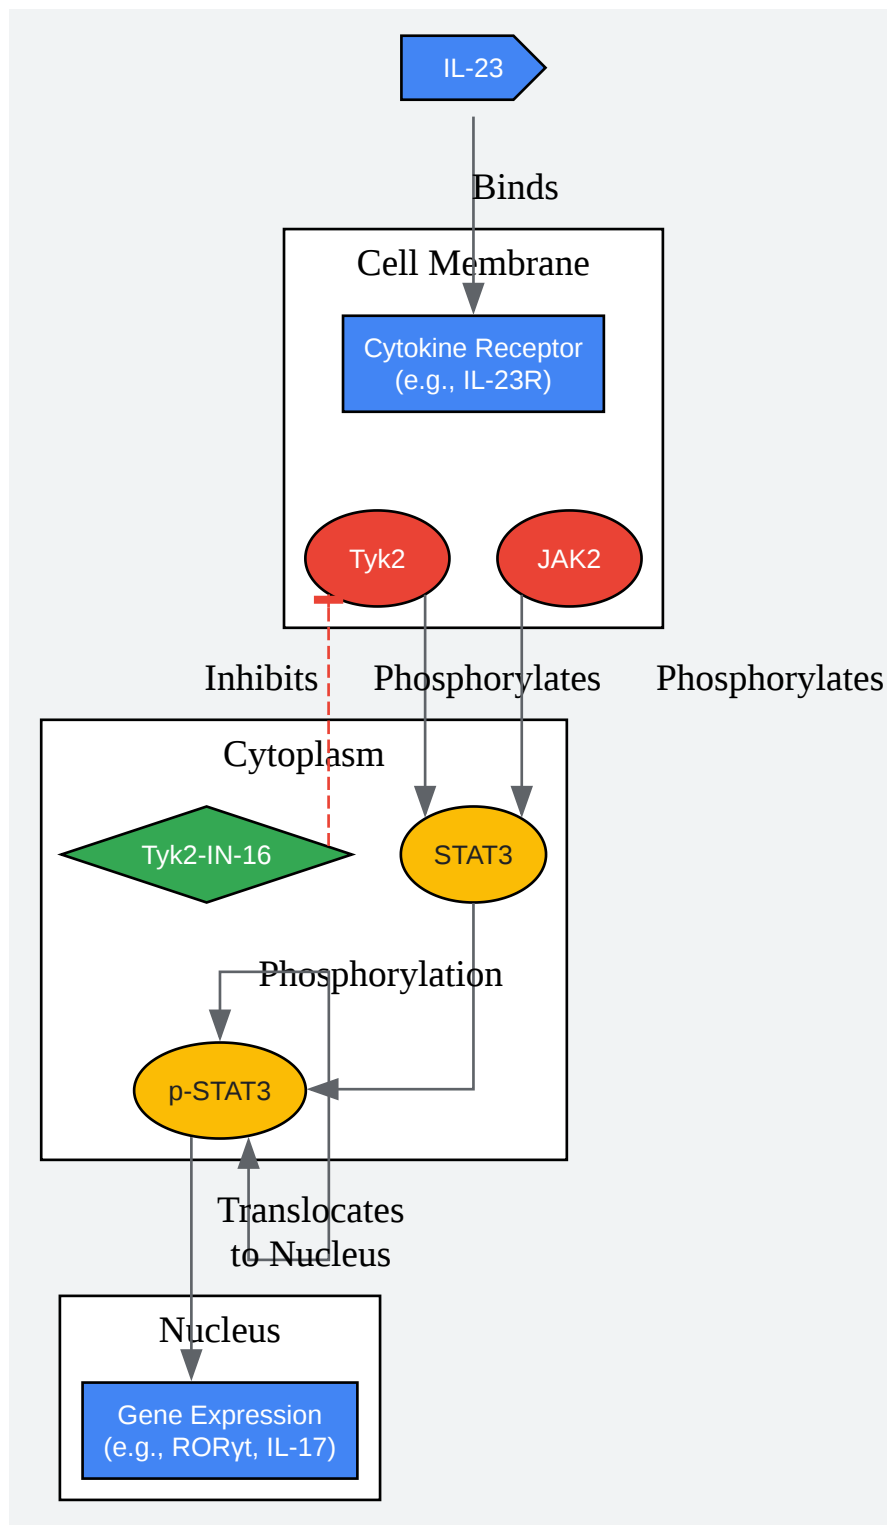 IL-23
Binds
Cell Membrane
Cytokine Receptor
(e.g., IL-23R)
Tyk2
JAK2
Inhibits
Phosphorylates
Phosphorylates
Cytoplasm
Tyk2-IN-16
STAT3
Phosphorylation
p-STAT3
Translocates
to Nucleus
Nucleus
Gene Expression
(e.g., RORγt, IL-17)